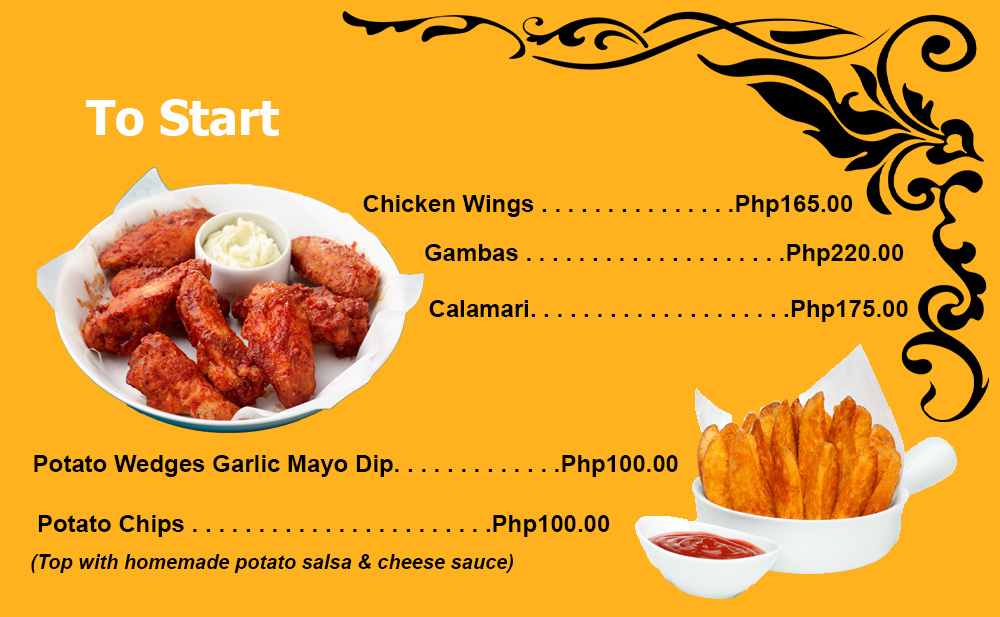 To Start
Chicken Wings . . . . . . . . . . . . . . .Php165.00
Gambas . . . . . . . . . . . . . . . . . . . .Php220.00
Calamari. . . . . . . . . . . . . . . . . . . .Php175.00
Potato Wedges Garlic Mayo Dip. . . . . . . . . . . . .Php100.00
Potato Chips . . . . . . . . . . . . . . . . . . . . . . .Php100.00
(Top with homemade potato salsa & cheese sauce)